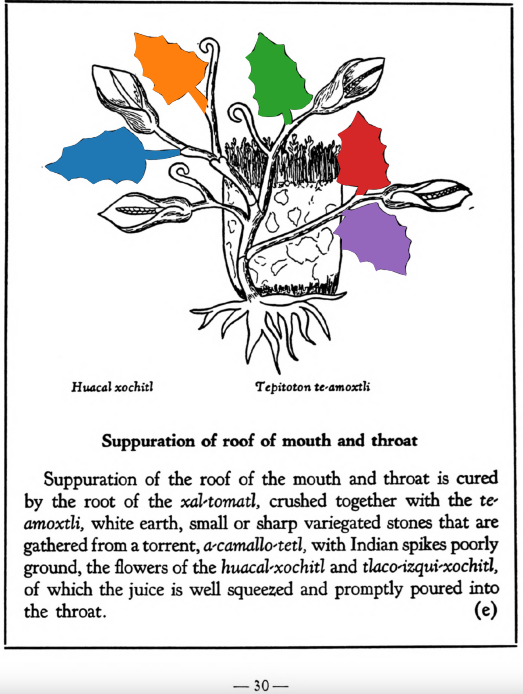 Huacal xochitl
Tepitoton te-amoxtli
Suppuration of roof of mouth and throat
Suppuration of the roof of the mouth and throat is cured
by the root of the xal-tomatl, crushed together with the te-
amoxtli, white earth, small or sharp variegated stones that are
gathered from a torrent, a-camallo-tetl, with Indian spikes poorly
ground, the flowers of the huacal-xochitl and tlaco-izqui-xochitl,
of which the juice is well squeezed and promptly poured into
the throat. (e)
— 30 —